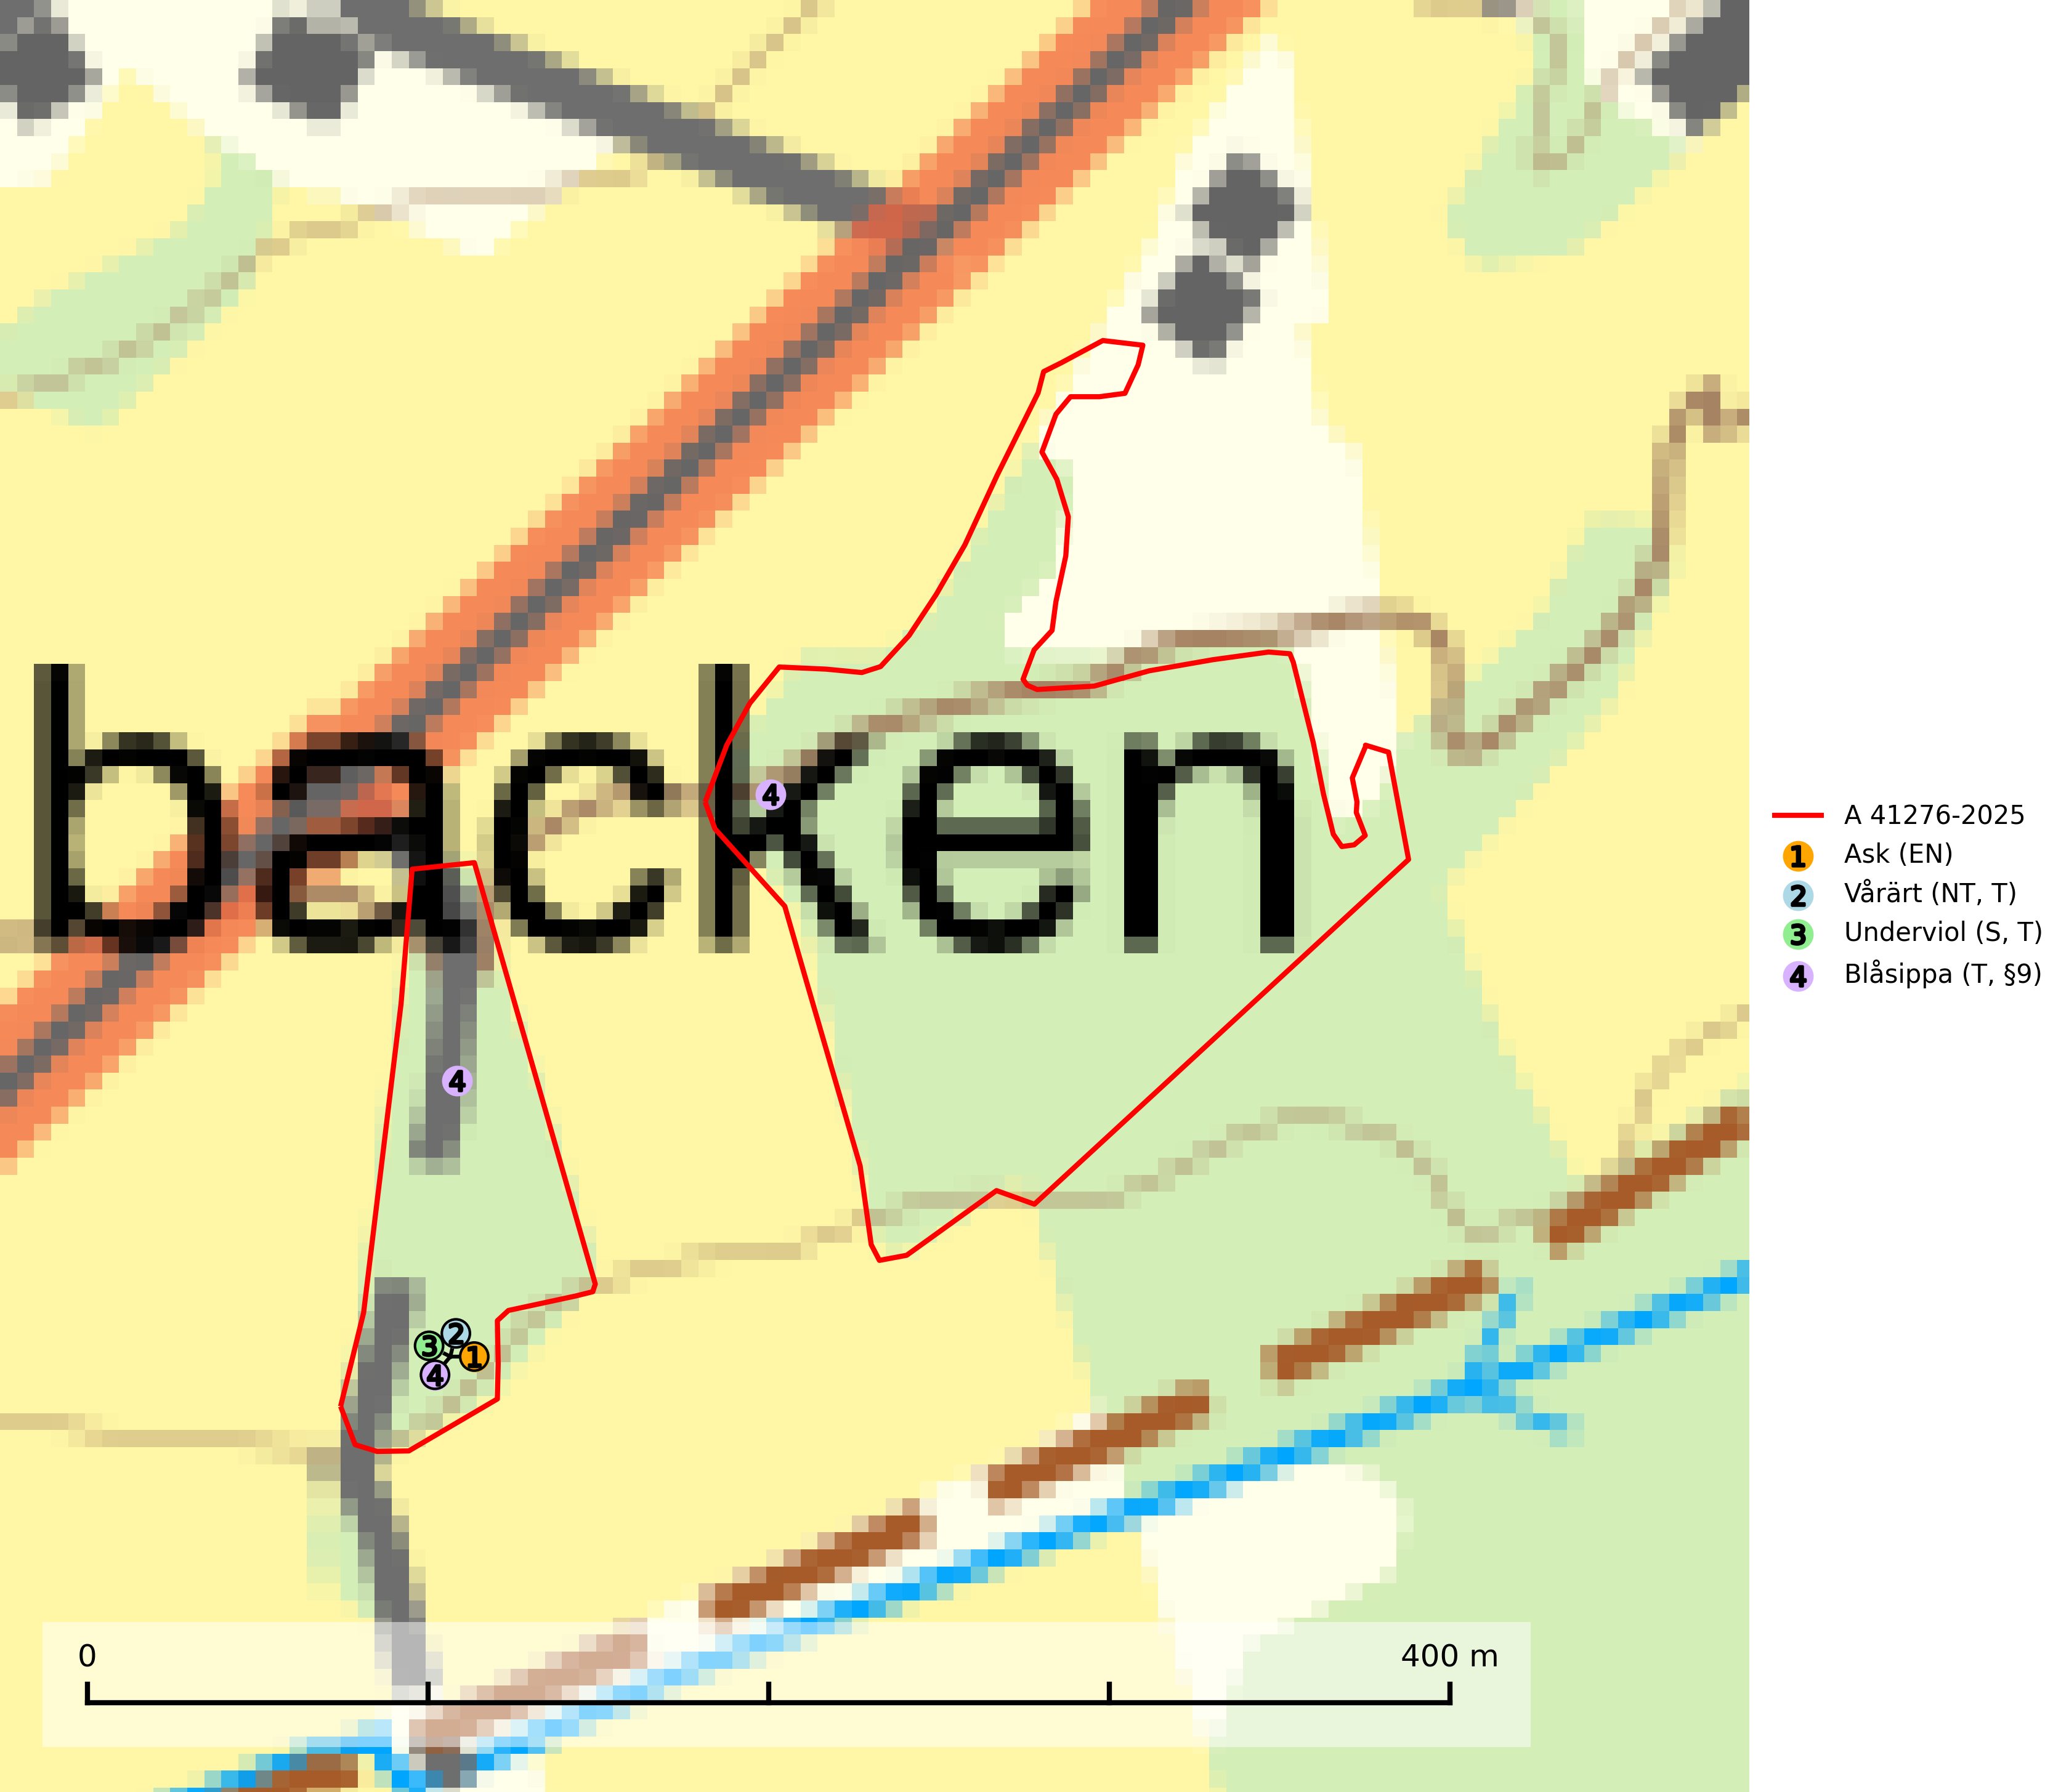 backen
4
4
3
2
1
4
0
400 m
A 41276-2025
1 Ask (EN)
2 Vårärt (NT, T)
3 Underviol (S, T)
4 Blåsippa (T, §9)